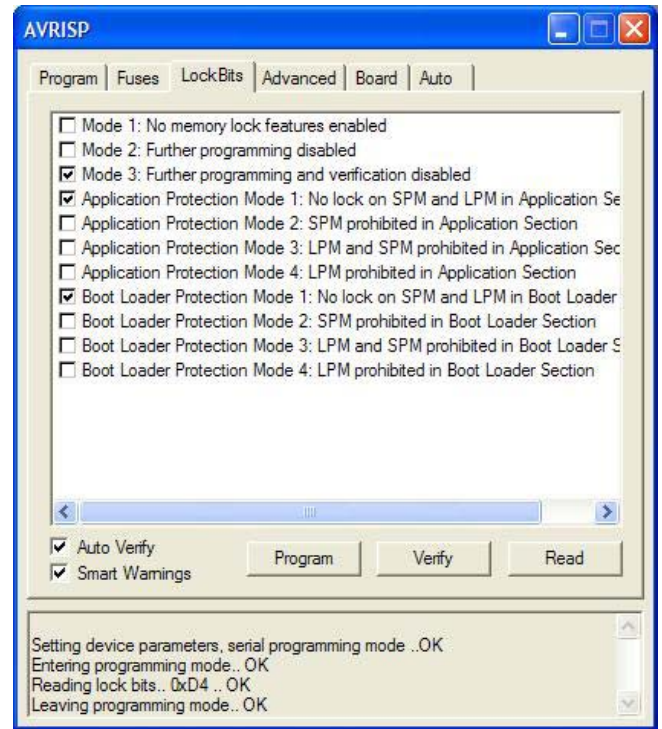 AVRISP
Program Fuses LockBits Advanced Board Auto
Mode 1: No memory lock features enabled
Mode 2: Further programming disabled
Mode 3: Further programming and verification disabled
Application Protection Mode 1: No lock on SPM and LPM in Application Se
Application Protection Mode 2: SPM prohibited in Application Section
Application Protection Mode 3: LPM and SPM prohibited in Application Sec
Application Protection Mode 4: LPM prohibited in Application Section
Boot Loader Protection Mode 1: No lock on SPM and LPM in Boot Loader
Boot Loader Protection Mode 2: SPM prohibited in Boot Loader Section
Boot Loader Protection Mode 3: LPM and SPM prohibited in Boot Loader S
Boot Loader Protection Mode 4: LPM prohibited in Boot Loader Section
Auto Verify
Smart Warnings
Program Verify Read
Setting device parameters, serial programming mode ..OK
Entering programming mode.. OK
Reading lock bits.. 0xD4 .. OK
Leaving programming mode.. OK